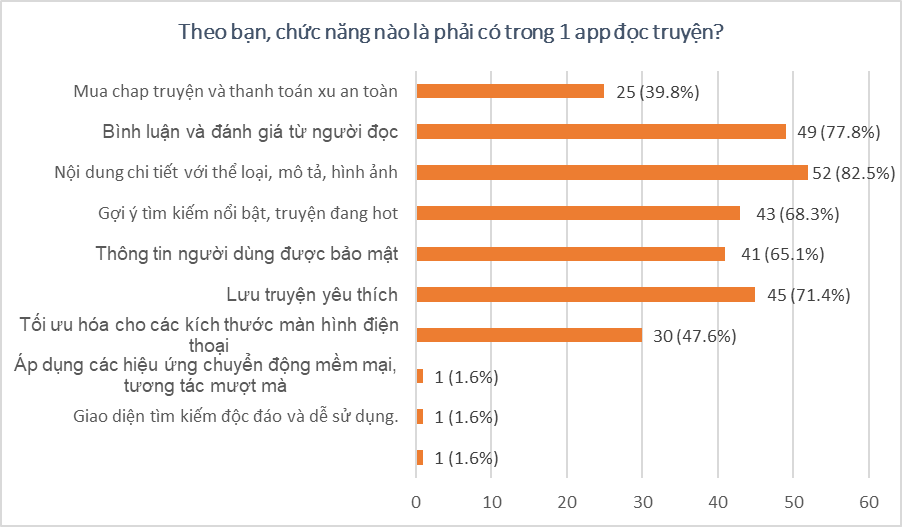 Theo bạn, chức năng nào là phải có trong 1 app đọc truyện?
Mua chap truyện và thanh toán xu an toàn
25 (39.8%)
Bình luận và đánh giá từ người đọc
49 (77.8%)
Nội dung chi tiết với thể loại, mô tả, hình ảnh
52 (82.5%)
Gợi ý tìm kiếm nổi bật, truyện đang hot
43 (68.3%)
Thông tin người dùng được bảo mật
41 (65.1%)
Lưu truyện yêu thích
45 (71.4%)
Tối ưu hóa cho các kích thước màn hình điện
thoại
30 (47.6%)
Áp dụng các hiệu ứng chuyển động mềm mại,
tương tác mượt mà
1 (1.6%)
Giao diện tìm kiếm độc đáo và dễ sử dụng.
1 (1.6%)
1 (1.6%)
0 10 20 30 40 50 60